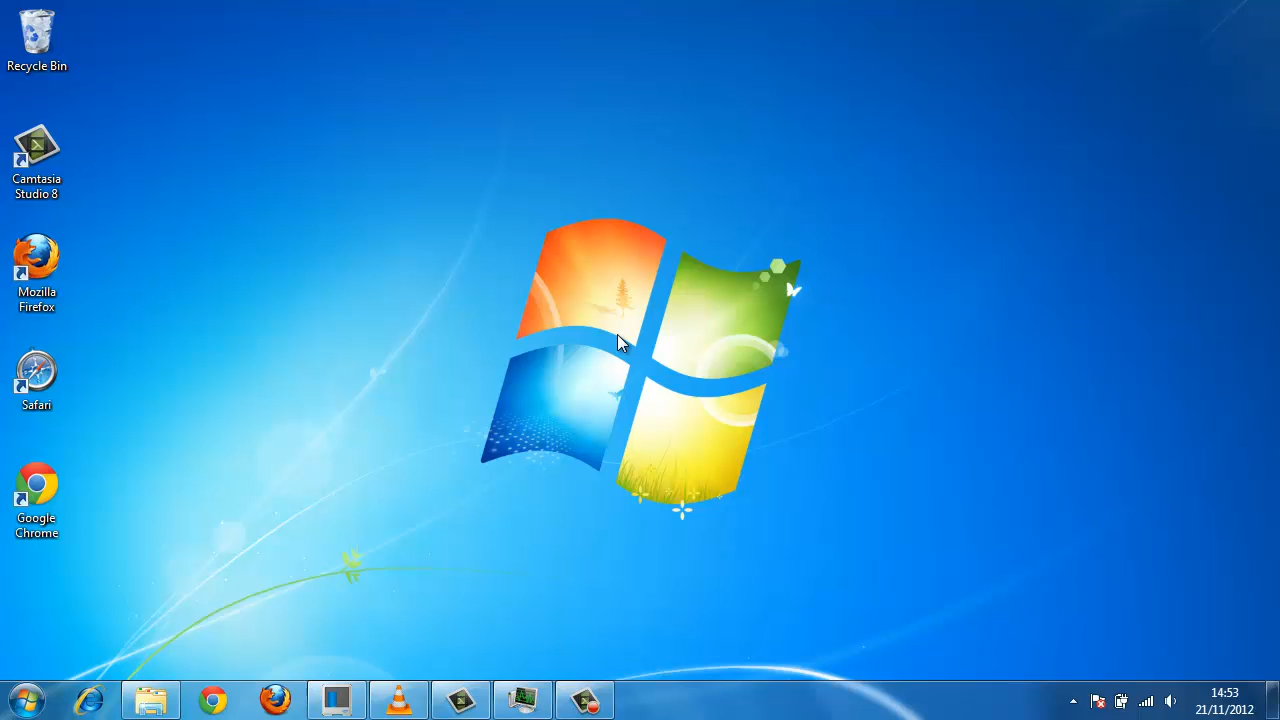 Recycle Bin
Camtasia
Studio 8
Mozilla
Firefox
Safari
Google
Chrome
14:53
21/11/2012